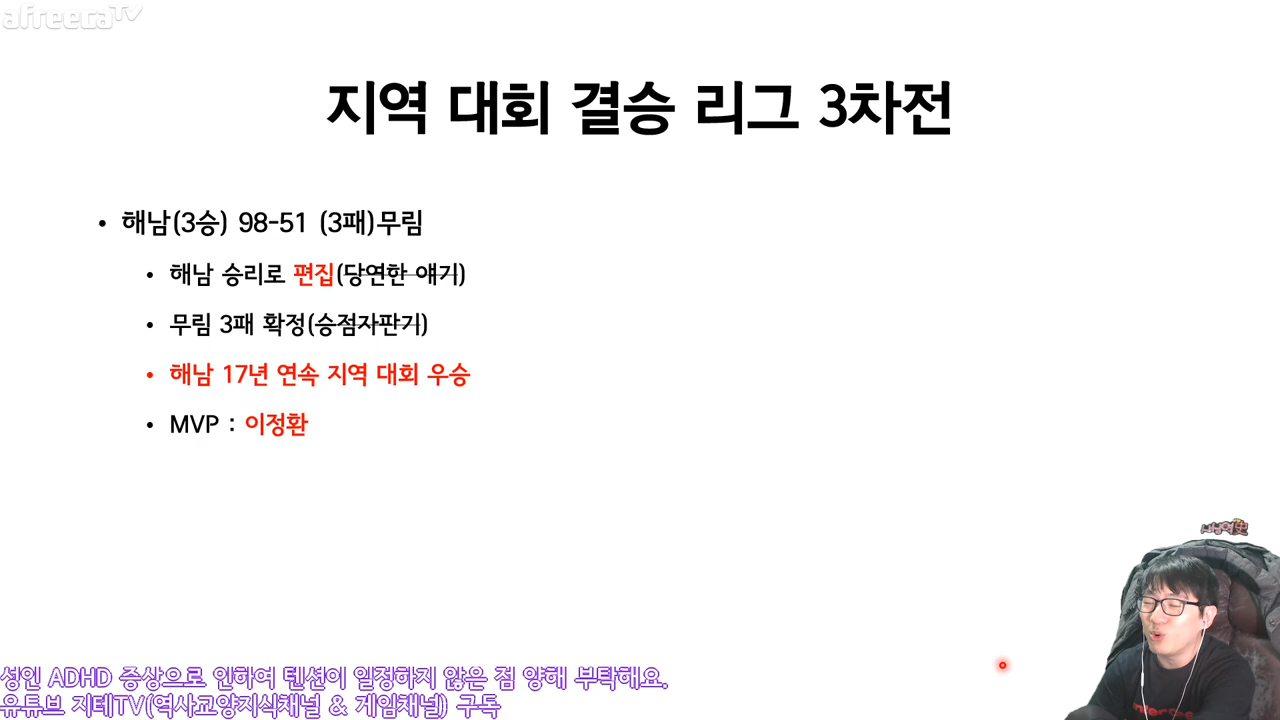 afreecaTV
지역 대회 결승 리그 3차전
• 해남(3승) 98-51 (3패)무림
• 해남 승리로 편집(당연한 얘기)
• 무림 3패 확정(승점자판기)
• 해남 17년 연속 지역 대회 우승
• MVP : 이정환
성인 ADHD 증상으로 인하여 텐션이 일정하지 않은 점 양해 부탁해요.
유튜브 지테TV(역사교양지식채널 & 게임채널) 구독